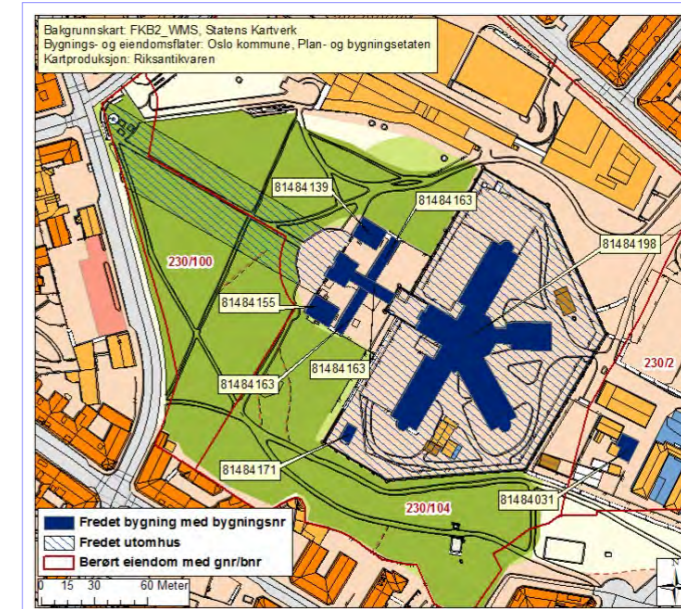 Bakgrunnskart: FKB2_WMS, Statens Kartverk
Bygnings- og eiendomsflater: Oslo kommune, Plan- og bygningsetaten
Kartproduksjon: Riksantikvaren
81484139
81484163
81484198
230/100
81484155
230/2
81484163
81484163
81484171
81484031
230/104
Fredet bygning med bygningsnr
Fredet utomhus
Berørt eiendom med gnr/bnr
0 15 30 60 Meter
N